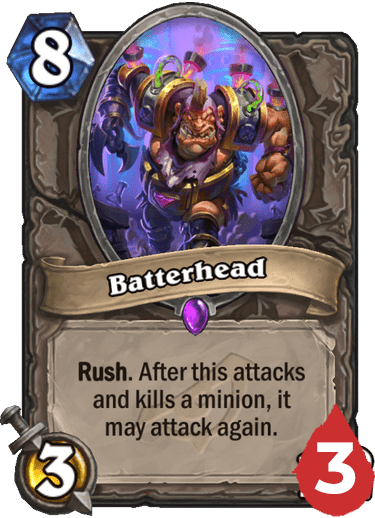 8
Batterhead
Rush. After this attacks
and kills a minion, it
may attack again.
3
3